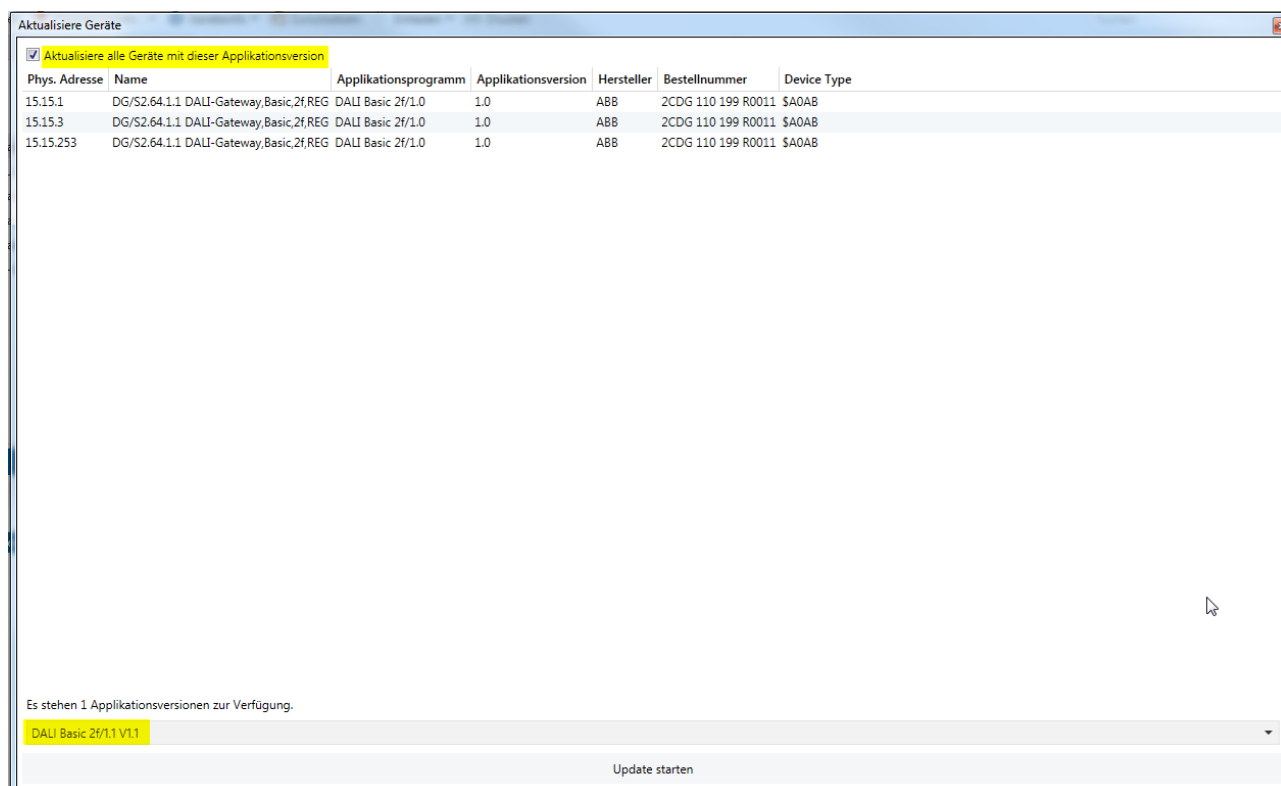 Aktualisiere Geräte
Aktualisiere alle Geräte mit dieser Applikationsversion
Phys. Adresse Name Applikationsprogramm Applikationsversion Hersteller Bestellnummer Device Type
15.15.1 DG/S2.64.1.1 DALI-Gateway,Basic,2f,REG DALI Basic 2f/1.0 1.0 ABB 2CDG 110 199 R0011 $A0AB
15.15.3 DG/S2.64.1.1 DALI-Gateway,Basic,2f,REG DALI Basic 2f/1.0 1.0 ABB 2CDG 110 199 R0011 $A0AB
15.15.253 DG/S2.64.1.1 DALI-Gateway,Basic,2f,REG DALI Basic 2f/1.0 1.0 ABB 2CDG 110 199 R0011 $A0AB
Es stehen 1 Applikationsversionen zur Verfügung.
DALI Basic 2f/1.1 V1.1
Update starten